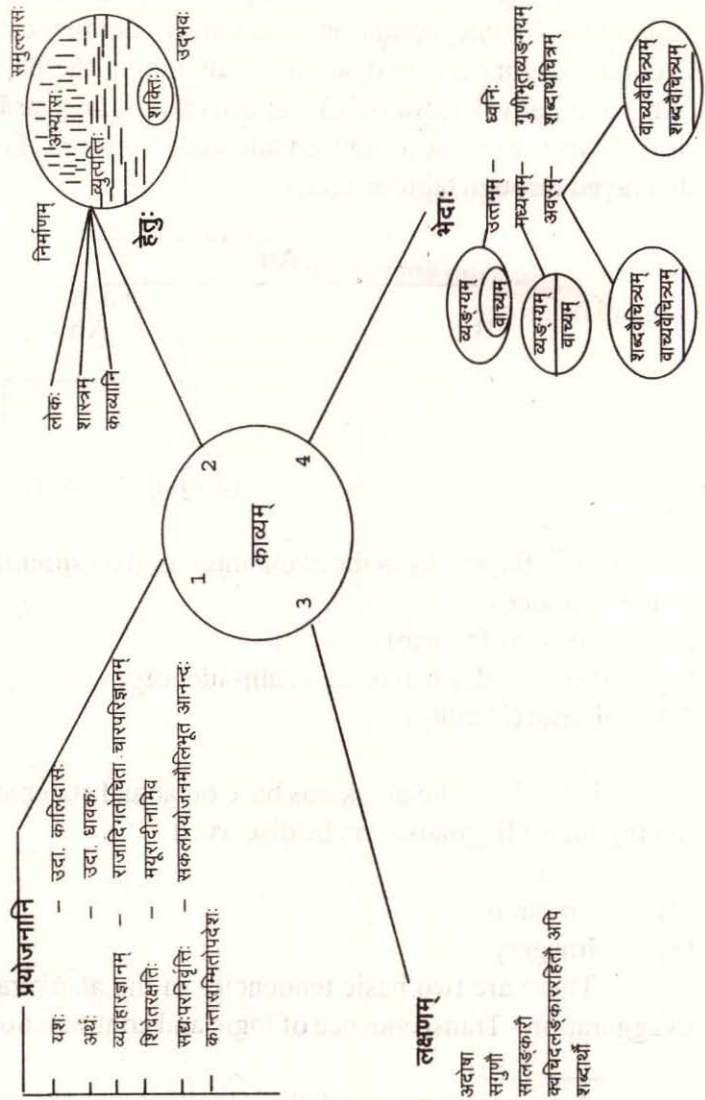 प्रयोजनानि
यशः – उदा. कालिदासः
अर्थः – उदा. धावकः
व्यवहारज्ञानम् – राजादिगतोचिता-चारपरिज्ञानम्
शिवेतरक्षतिः – मयूरादीनामिव
सद्यःपरनिर्वृत्तिः – सकलप्रयोजनमौलिभूत आनन्दः
कान्तासम्मितोपदेशः
1
2
काव्यम्
3
4
लोकः
शास्त्रम्
काव्यानि
निर्माणम्
समुल्लासः
अभ्यासः
व्युत्पत्तिः
शक्तिः
उद्भवः
हेतुः
लक्षणम्
अदोषौ
सगुणौ
सालङ्कारौ
क्वचिदलङ्काररहितौ अपि
शब्दार्थौ
भेदाः
उत्तमम् – ध्वनिः
मध्यमम् – गुणीभूतव्यङ्ग्यम्
अवरम् – शब्दार्थचित्रम्
व्यङ्ग्यम्
वाच्यम्
व्यङ्ग्यम्
वाच्यम्
शब्दवैचित्र्यम्
वाच्यवैचित्र्यम्
वाच्यवैचित्र्यम्
शब्दवैचित्र्यम्